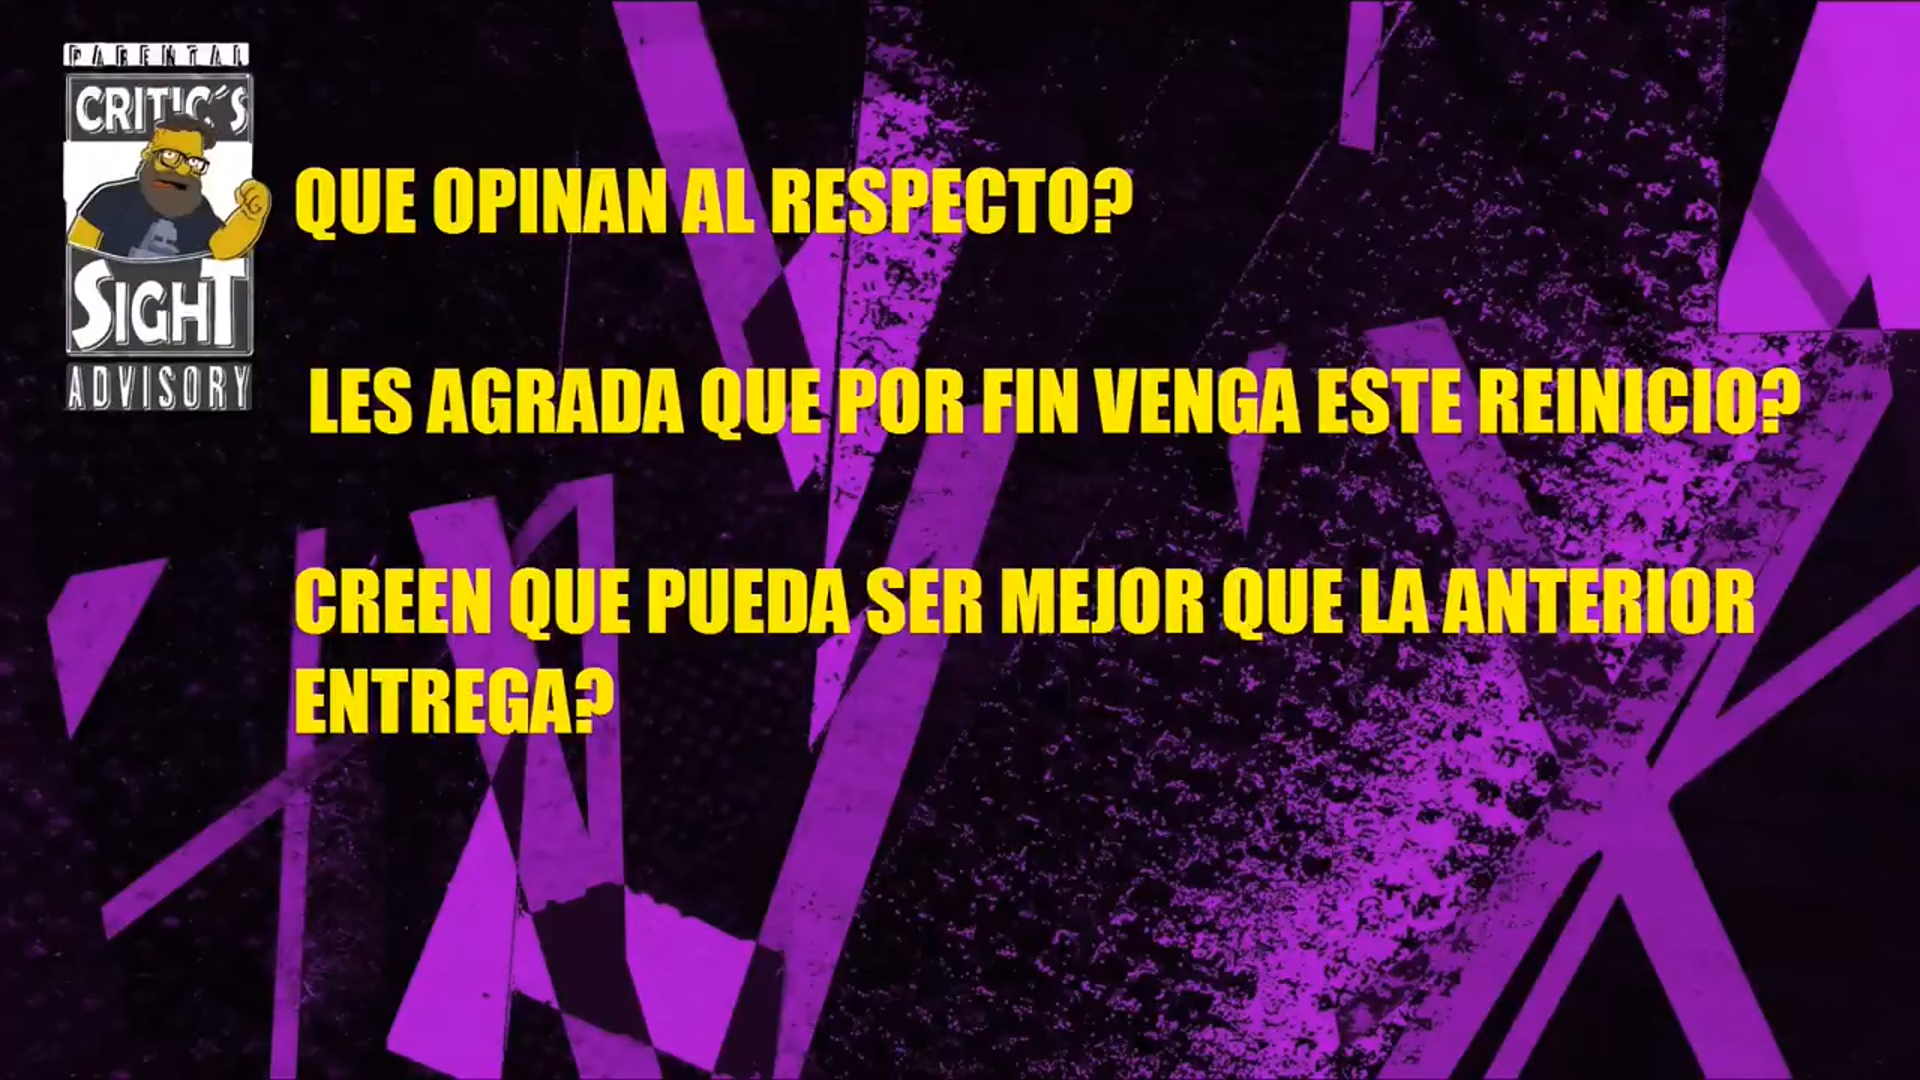 PARENTAL
CRITIC´S
SIGHT
ADVISORY
QUE OPINAN AL RESPECTO?
LES AGRADA QUE POR FIN VENGA ESTE REINICIO?
CREEN QUE PUEDA SER MEJOR QUE LA ANTERIOR
ENTREGA?